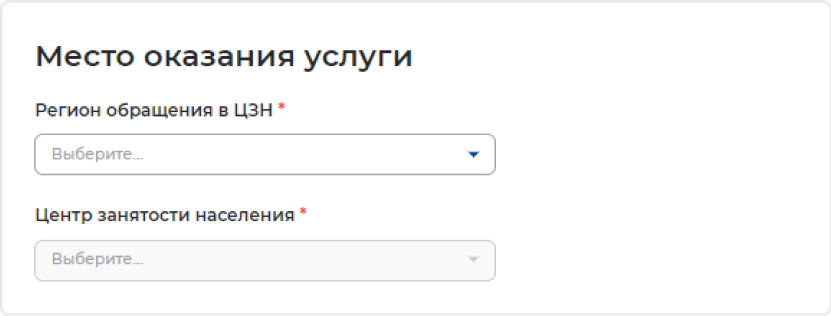 Место оказания услуги
Регион обращения в ЦЗН *
Выберите...
Центр занятости населения *
Выберите...